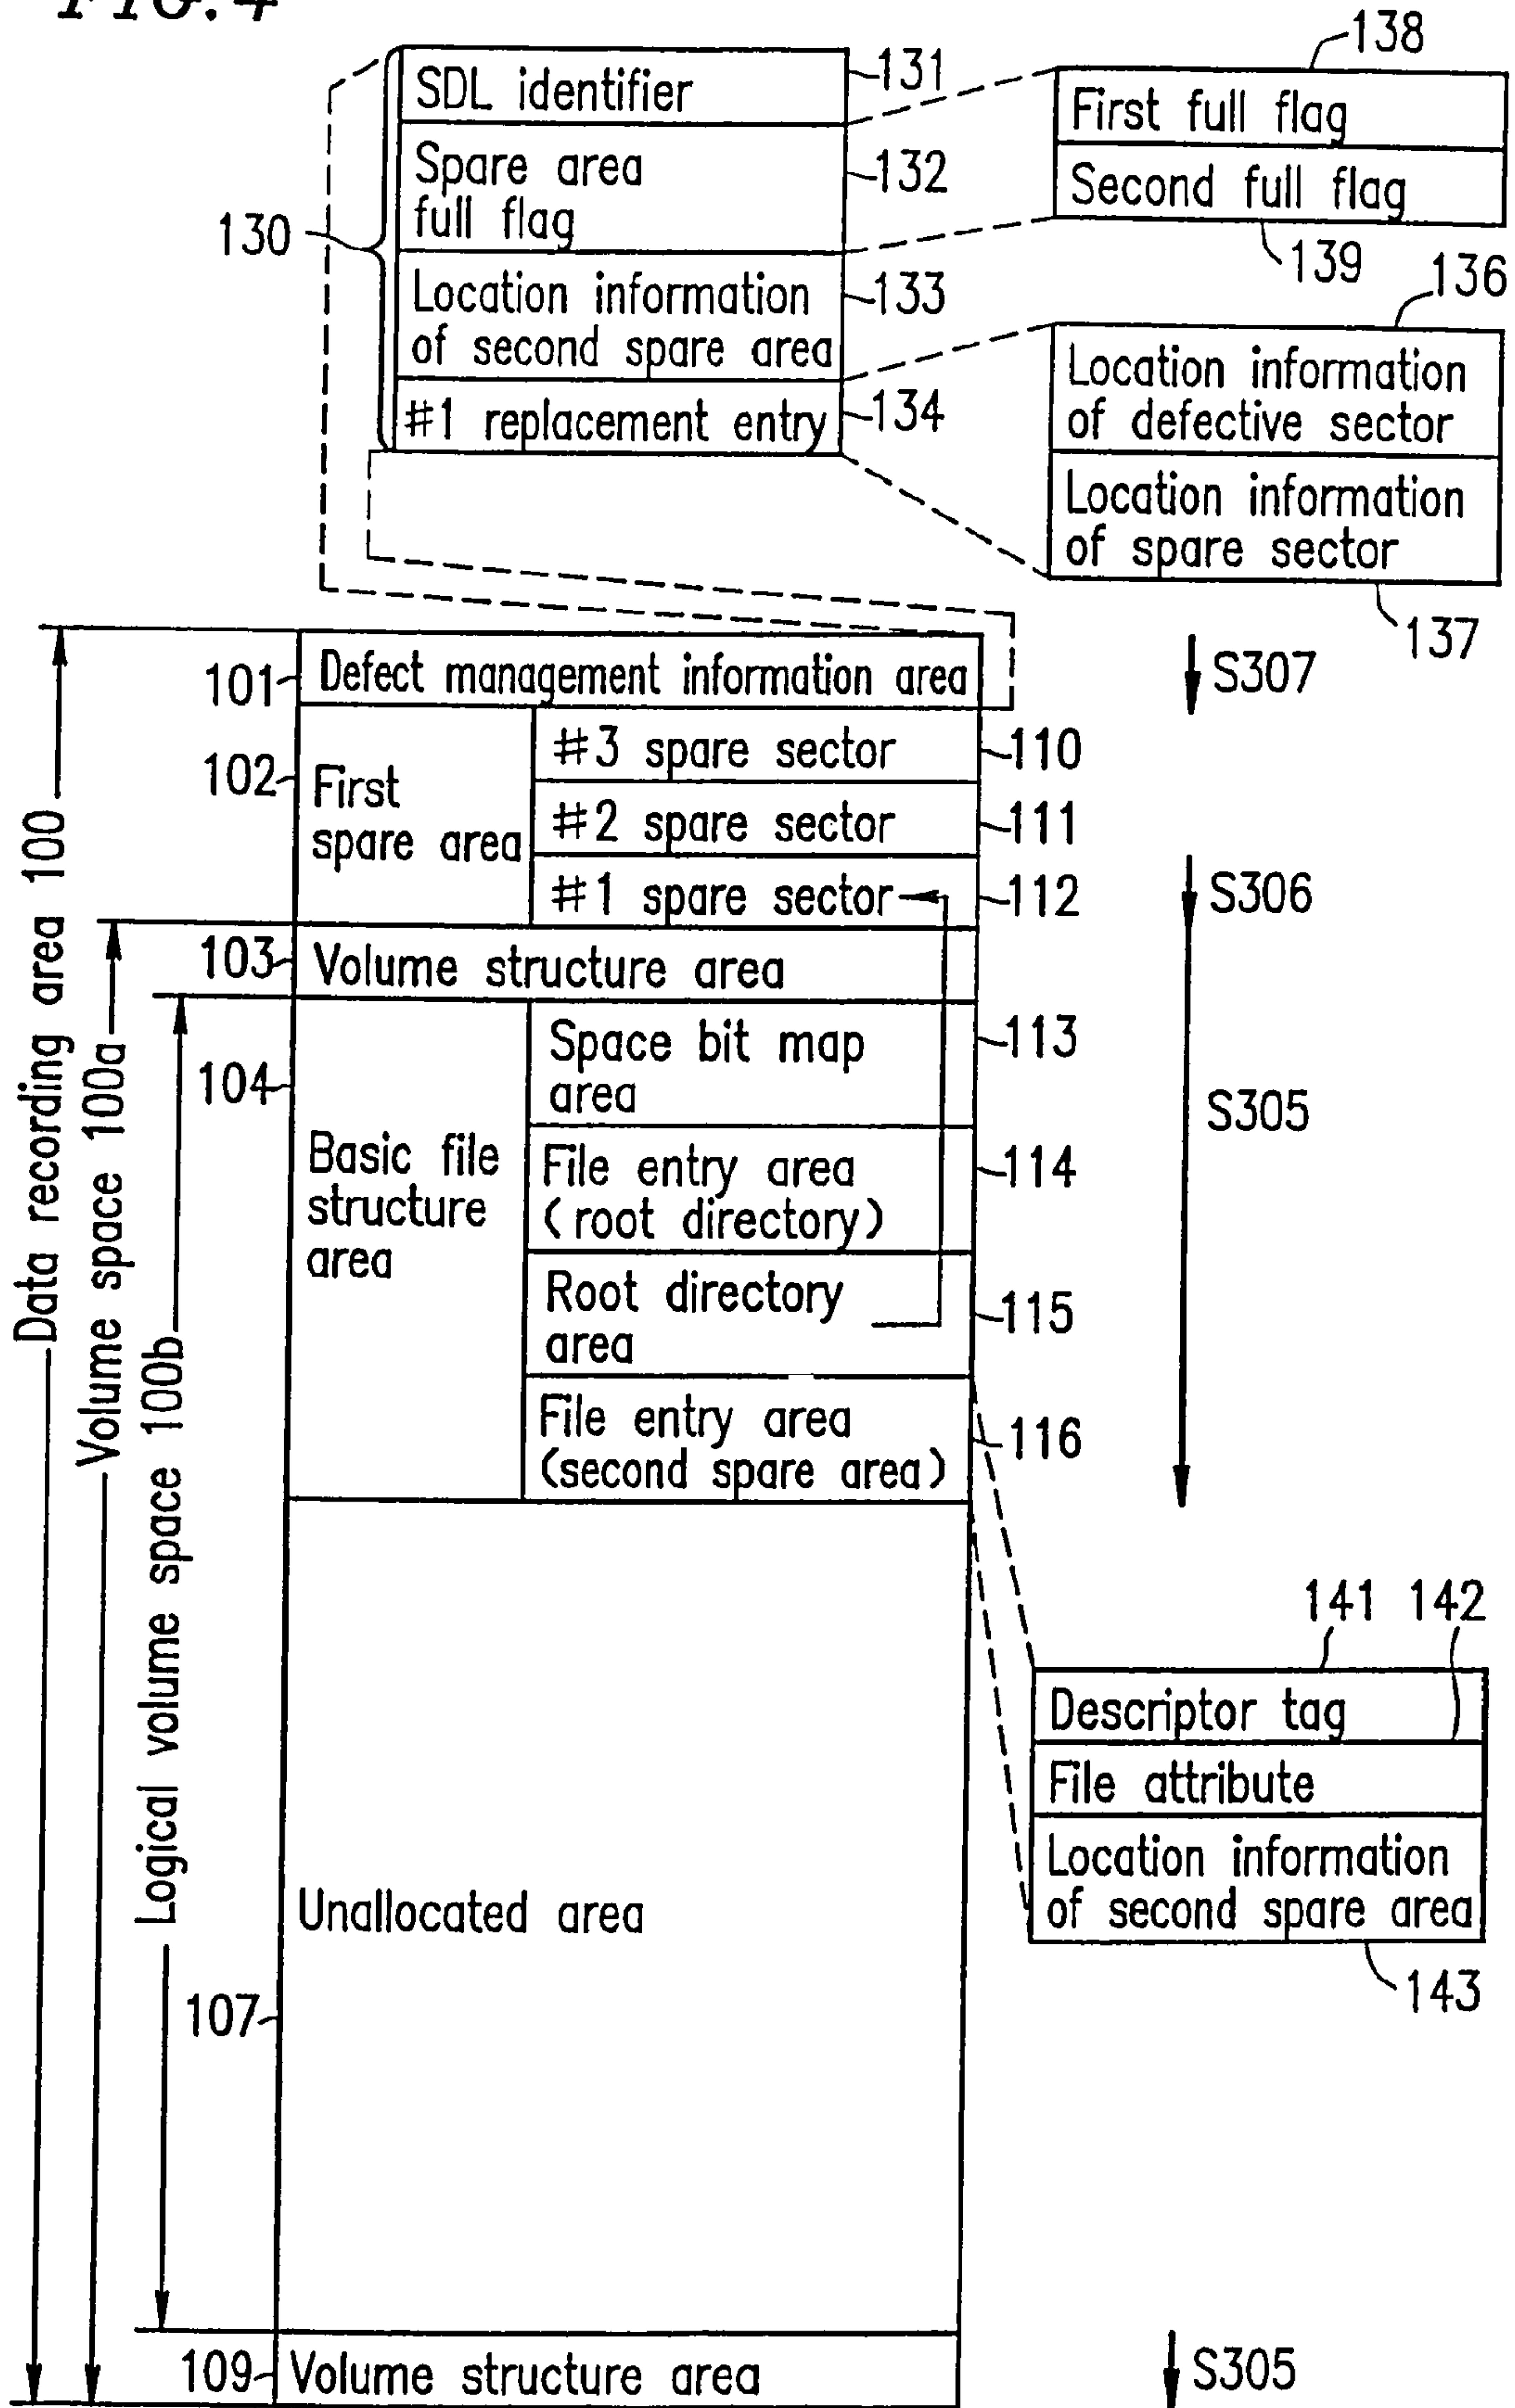 FIG. 4
138
131
SDL identifier
First full flag
Spare area
full flag
132
Second full flag
130
139
136
Location information
of second spare area
133
Location information
of defective sector
#1 replacement entry
134
Location information
of spare sector
137
S307
101
Defect management information area
102
First
spare area
#3 spare sector
110
#2 spare sector
111
#1 spare sector
112
S306
103
Volume structure area
104
Basic file
structure
area
Space bit map
area
113
S305
File entry area
(root directory)
114
Root directory
area
115
File entry area
(second spare area)
116
Data recording area 100
Volume space 100a
Logical volume space 100b
141 142
Descriptor tag
File attribute
Location information
of second spare area
143
Unallocated area
107
109
Volume structure area
S305